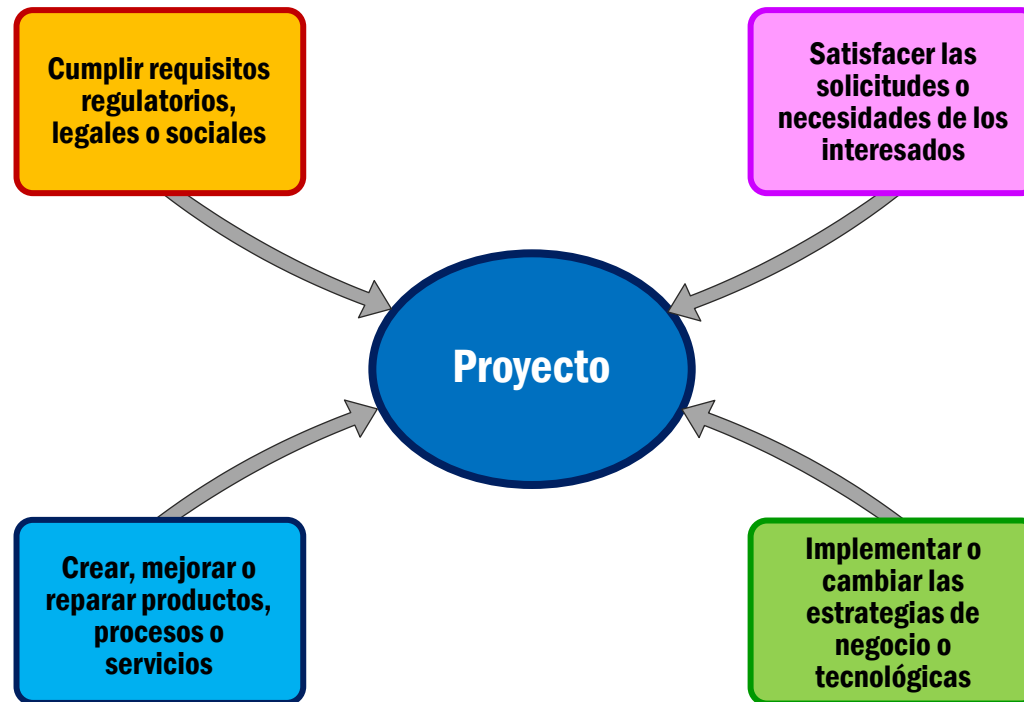 Cumplir requisitos
regulatorios,
legales o sociales
Satisfacer las
solicitudes o
necesidades de los
interesados
Proyecto
Crear, mejorar o
reparar productos,
procesos o
servicios
Implementar o
cambiar las
estrategias de
negocio o
tecnológicas